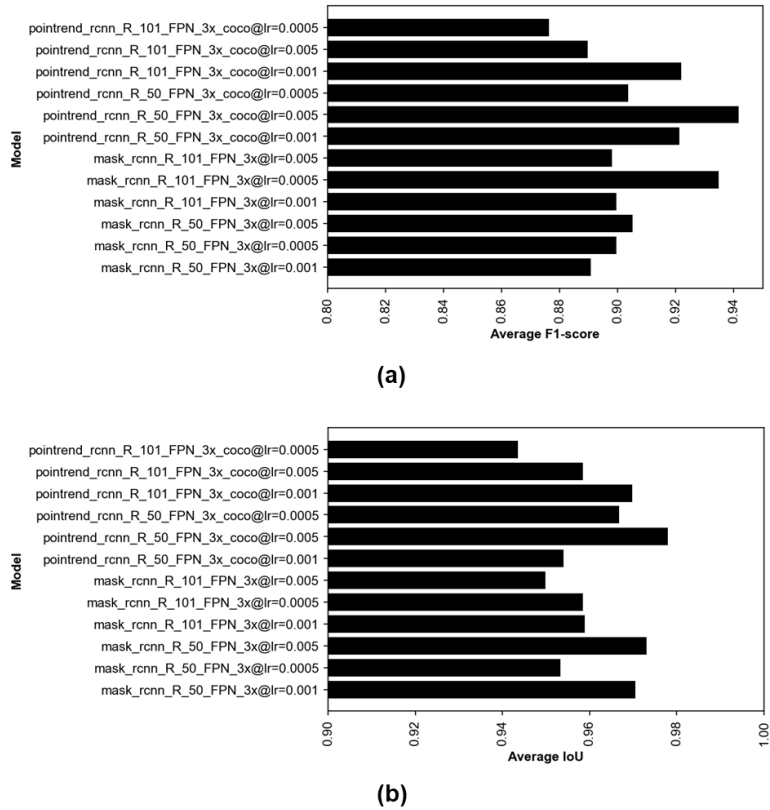 pointrend_rcnn_R_101_FPN_3x_coco@lr=0.0005
pointrend_rcnn_R_101_FPN_3x_coco@lr=0.005
pointrend_rcnn_R_101_FPN_3x_coco@lr=0.001
pointrend_rcnn_R_50_FPN_3x_coco@lr=0.0005
pointrend_rcnn_R_50_FPN_3x_coco@lr=0.005
pointrend_rcnn_R_50_FPN_3x_coco@lr=0.001
mask_rcnn_R_101_FPN_3x@lr=0.005
mask_rcnn_R_101_FPN_3x@lr=0.0005
mask_rcnn_R_101_FPN_3x@lr=0.001
mask_rcnn_R_50_FPN_3x@lr=0.005
mask_rcnn_R_50_FPN_3x@lr=0.0005
mask_rcnn_R_50_FPN_3x@lr=0.001
Model
0.80 0.82 0.84 0.86 0.88 0.90 0.92 0.94
Average F1-score
(a)
pointrend_rcnn_R_101_FPN_3x_coco@lr=0.0005
pointrend_rcnn_R_101_FPN_3x_coco@lr=0.005
pointrend_rcnn_R_101_FPN_3x_coco@lr=0.001
pointrend_rcnn_R_50_FPN_3x_coco@lr=0.0005
pointrend_rcnn_R_50_FPN_3x_coco@lr=0.005
pointrend_rcnn_R_50_FPN_3x_coco@lr=0.001
mask_rcnn_R_101_FPN_3x@lr=0.005
mask_rcnn_R_101_FPN_3x@lr=0.0005
mask_rcnn_R_101_FPN_3x@lr=0.001
mask_rcnn_R_50_FPN_3x@lr=0.005
mask_rcnn_R_50_FPN_3x@lr=0.0005
mask_rcnn_R_50_FPN_3x@lr=0.001
Model
0.90 0.92 0.94 0.96 0.98 1.00
Average IoU
(b)